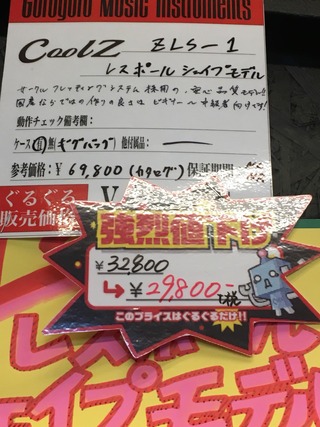 Guruguru Music Instruments
CoolZ ZLS-1
レスポール シェイプモデル
サークルフレッティングシステム採用の、安心品質モデル!!
国産ならではの作りの良さは ビギナー〜中級者向けです!
動作チェック備考欄:
ケース 有 無 ギグバッグ 他付属品: ―
参考価格:¥ 69,800 (カタログ) 保証期間
ぐるぐる
販売価格 ¥
強烈値下げ
¥32800
↳ ¥29,800-
税
このプライスはぐるぐるだけ!!
レスポール
シェイプモデル